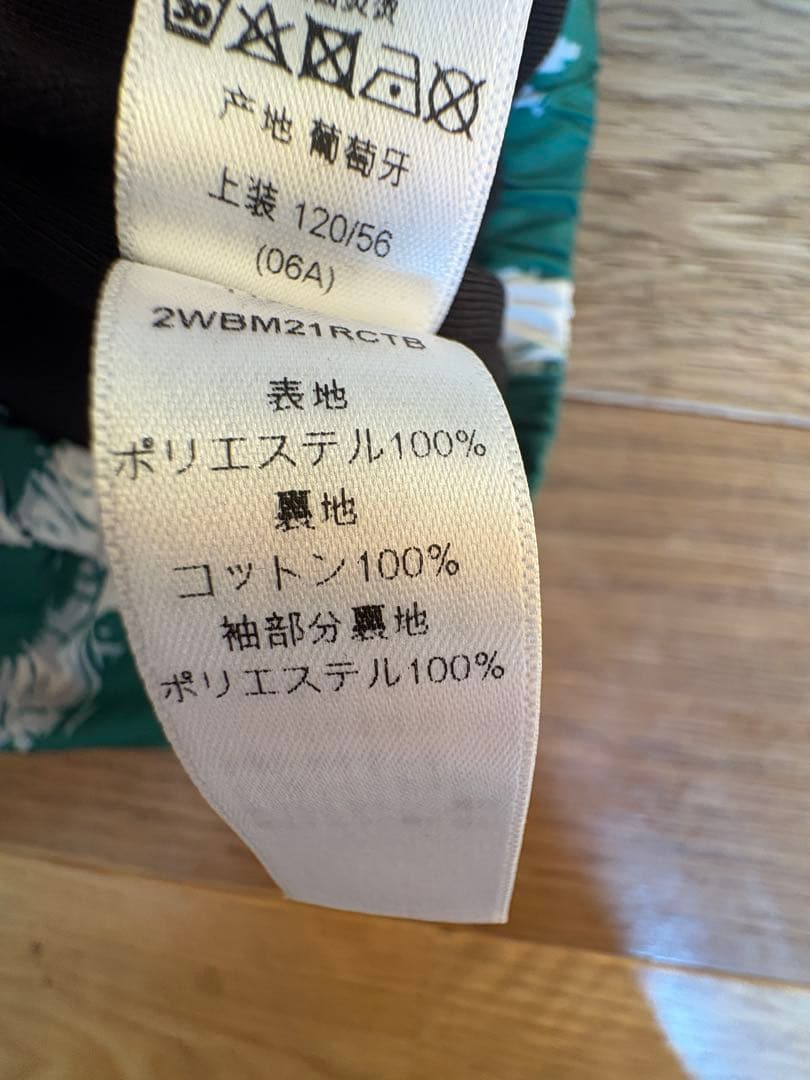 30
产地 葡萄牙
上装 120/56
(06A)
2WBM21RCTB
表地
ポリエステル100%
裏地
コットン100%
袖部分裏地
ポリエステル100%